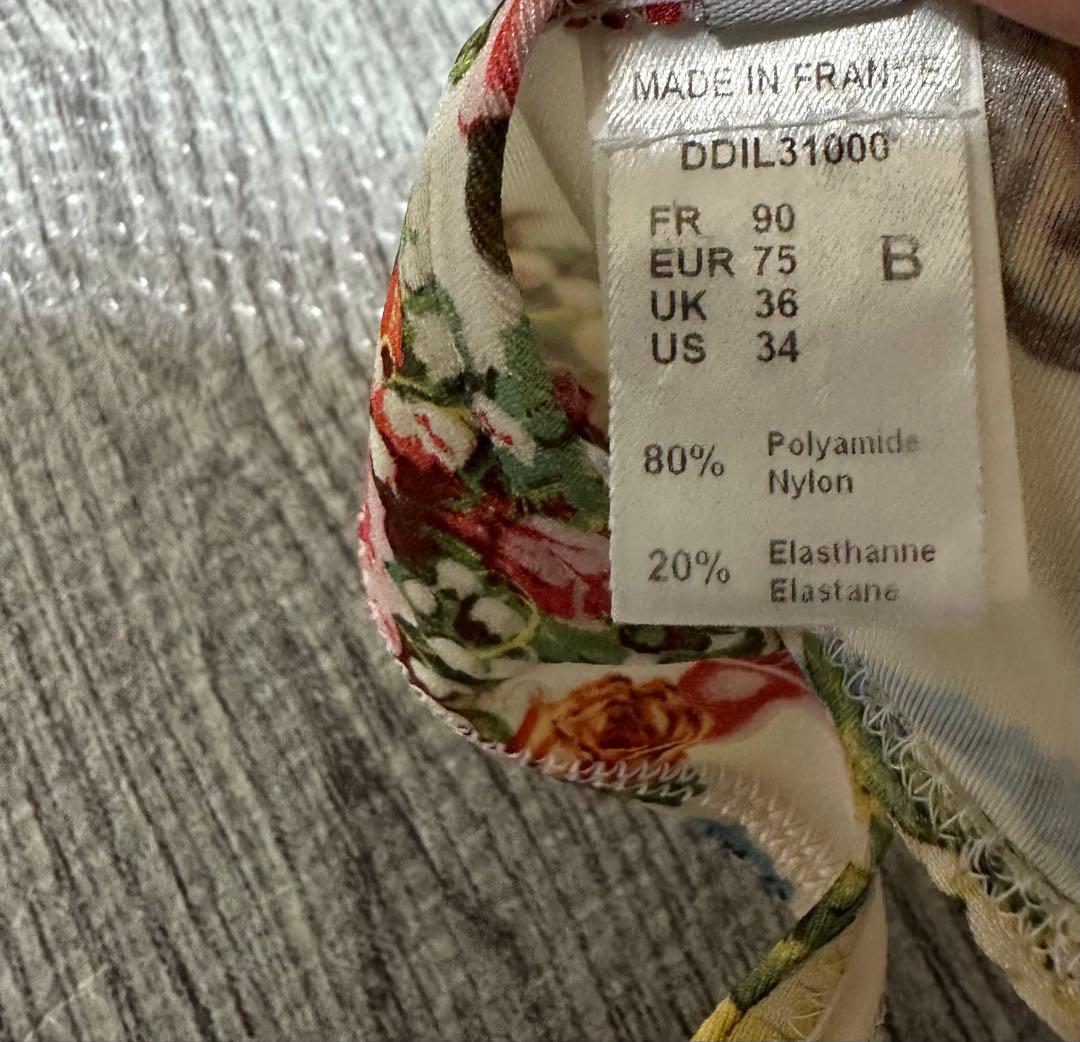 MADE IN FRANCE
DDIL31000
FR 90
EUR 75 B
UK 36
US 34
80% Polyamide
Nylon
20% Elasthanne
Elastane